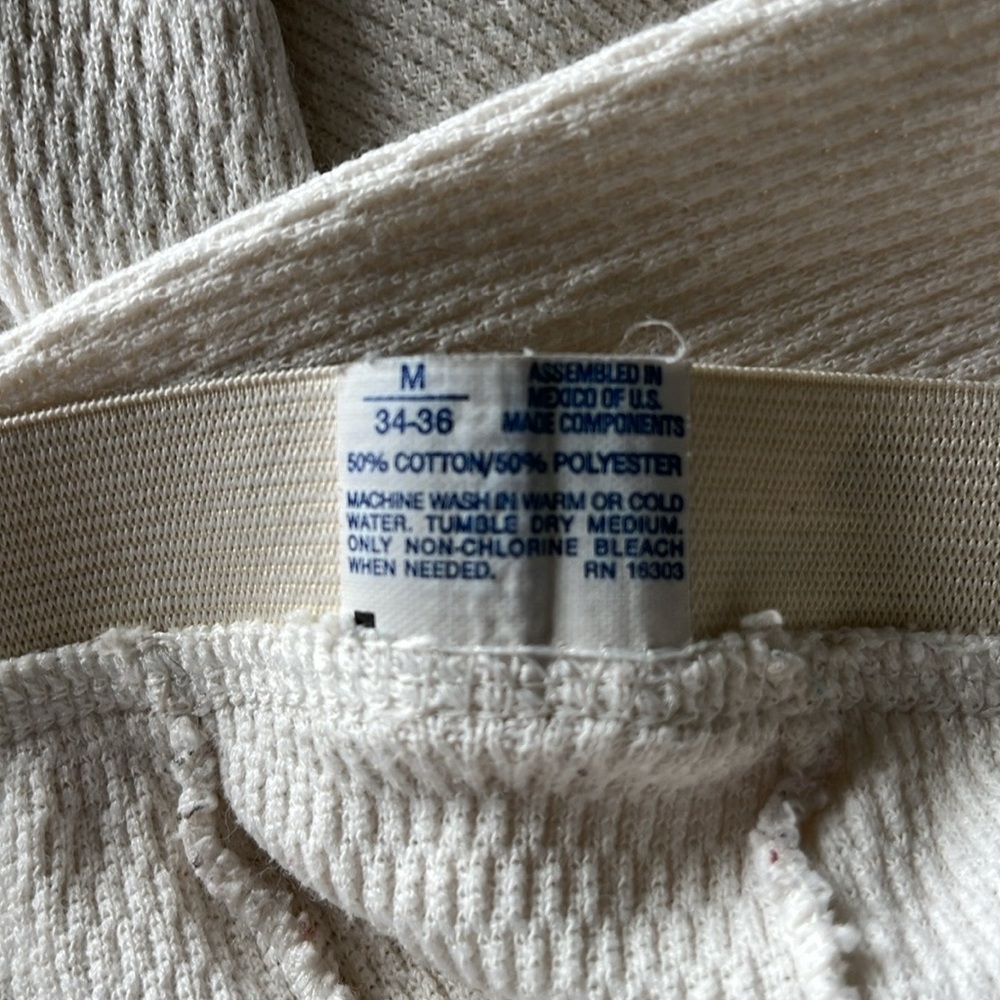 M
34-36
ASSEMBLED IN
MEXICO OF U.S.
MADE COMPONENTS
50% COTTON/50% POLYESTER
MACHINE WASH IN WARM OR COLD
WATER. TUMBLE DRY MEDIUM.
ONLY NON-CHLORINE BLEACH
WHEN NEEDED. RN 16303